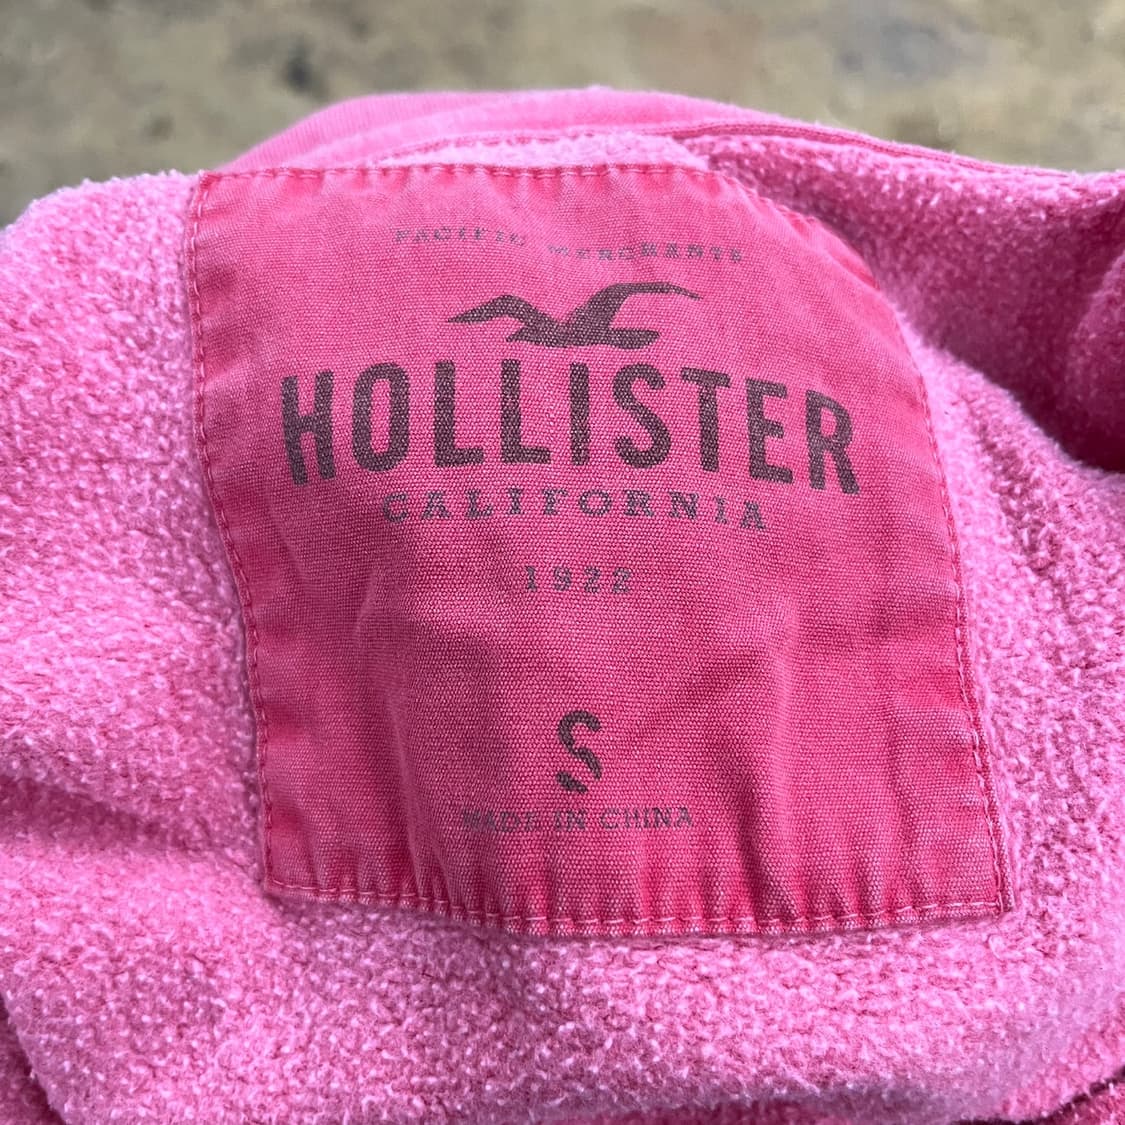 PACIFIC MERCHANTS
HOLLISTER
CALIFORNIA
1922
S
MADE IN CHINA